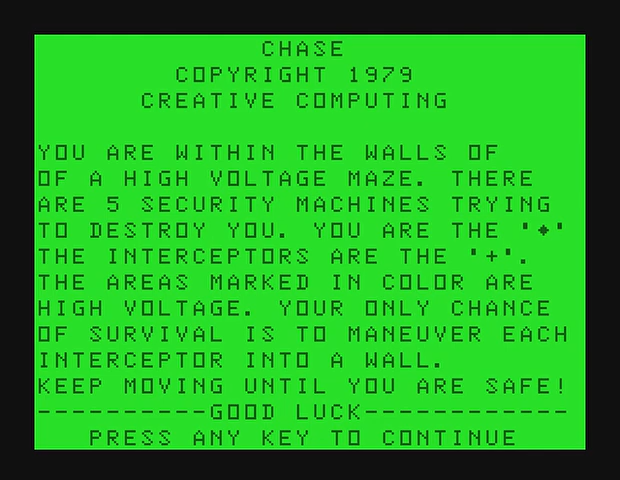 CHASE
COPYRIGHT 1979
CREATIVE COMPUTING
YOU ARE WITHIN THE WALLS OF
OF A HIGH VOLTAGE MAZE. THERE
ARE 5 SECURITY MACHINES TRYING
TO DESTROY YOU. YOU ARE THE '♦'
THE INTERCEPTORS ARE THE '+'.
THE AREAS MARKED IN COLOR ARE
HIGH VOLTAGE. YOUR ONLY CHANCE
OF SURVIVAL IS TO MANEUVER EACH
INTERCEPTOR INTO A WALL.
KEEP MOVING UNTIL YOU ARE SAFE!
----------GOOD LUCK------------
PRESS ANY KEY TO CONTINUE